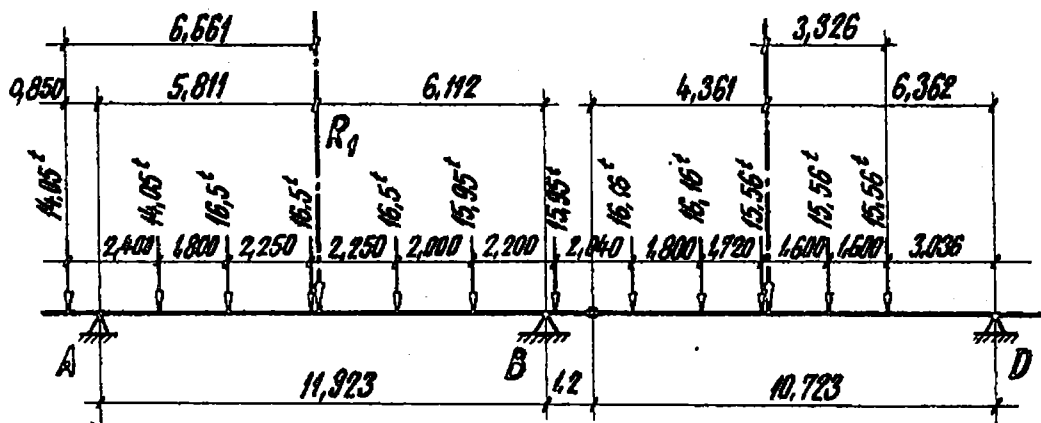 6,661 3,326
0,850 5,811 6,112 4,361 6,362
R₁
14,05ᵗ 14,05ᵗ 16,5ᵗ 16,5ᵗ 16,5ᵗ 15,95ᵗ 15,95ᵗ 16,16ᵗ 16,16ᵗ 15,56ᵗ 15,56ᵗ 15,56ᵗ
2,400 1,800 2,250 2,250 2,000 2,200 2,040 1,800 1,720 1,600 1,600 3,036
A B D
11,923 1,2 10,723